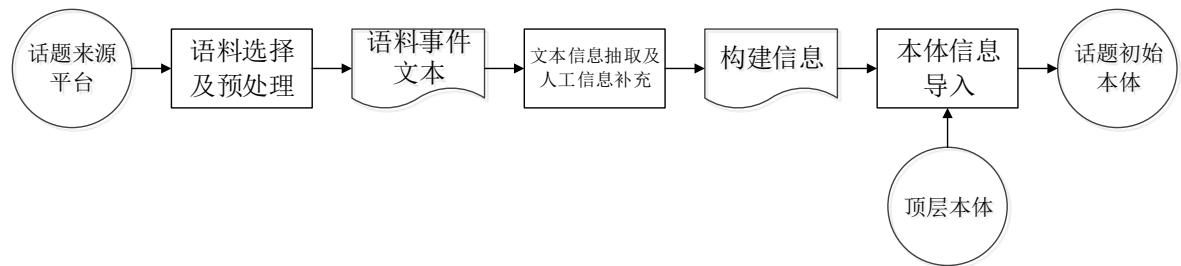 话题来源
平台
语料选择
及预处理
语料事件
文本
文本信息抽取及
人工信息补充
构建信息
本体信息
导入
话题初始
本体
顶层本体